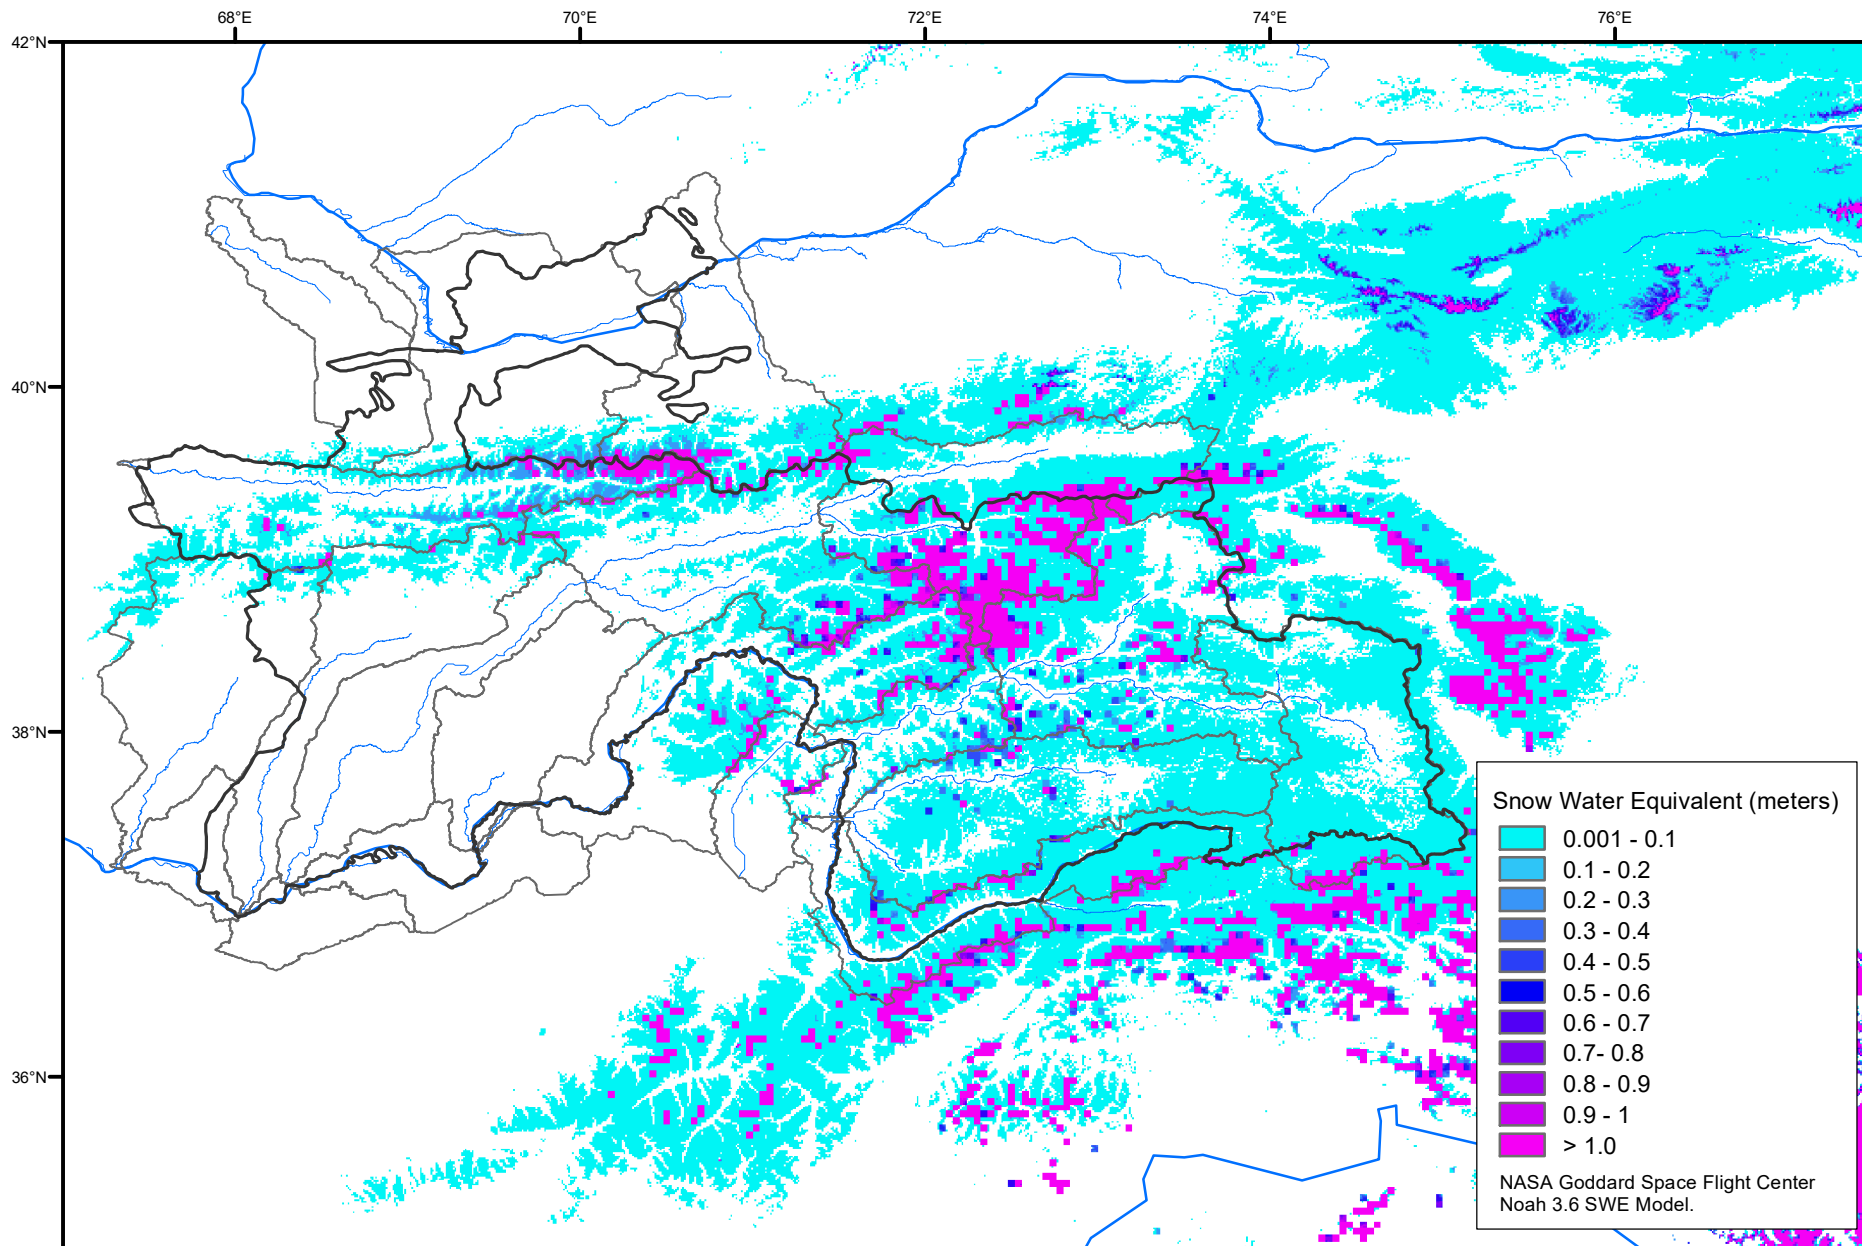 68°E 70°E 72°E 74°E 76°E
42°N
40°N
38°N
36°N
Snow Water Equivalent (meters)
0.001 - 0.1
0.1 - 0.2
0.2 - 0.3
0.3 - 0.4
0.4 - 0.5
0.5 - 0.6
0.6 - 0.7
0.7- 0.8
0.8 - 0.9
0.9 - 1
> 1.0
NASA Goddard Space Flight Center
Noah 3.6 SWE Model.